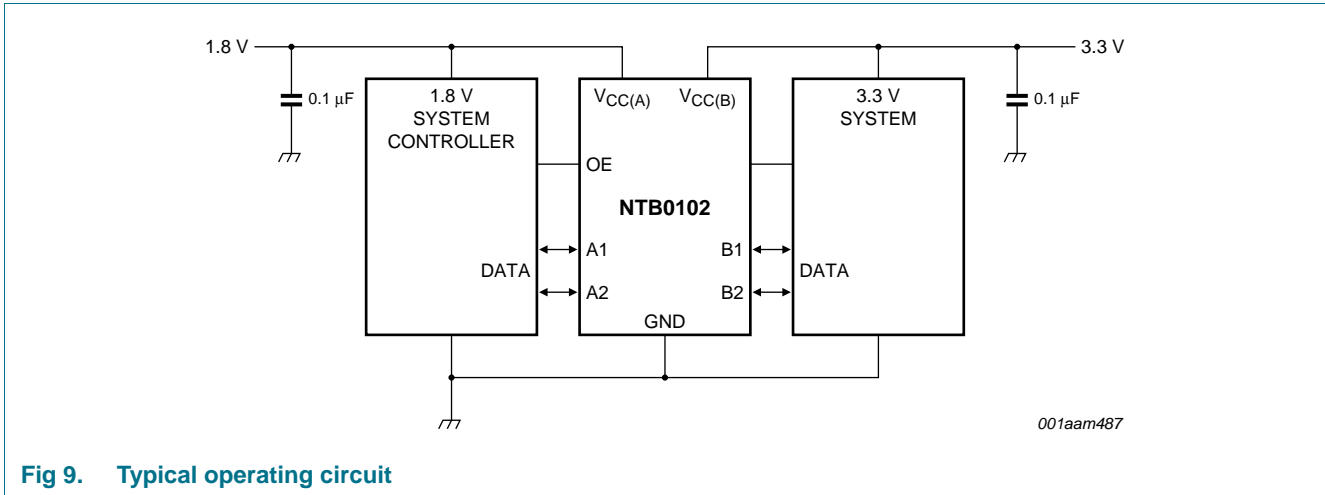 1.8 V
3.3 V
0.1 μF
1.8 V
SYSTEM
CONTROLLER
VCC(A)
VCC(B)
3.3 V
SYSTEM
0.1 μF
OE
NTB0102
A1
B1
DATA
DATA
A2
B2
GND
001aam487
Fig 9. Typical operating circuit